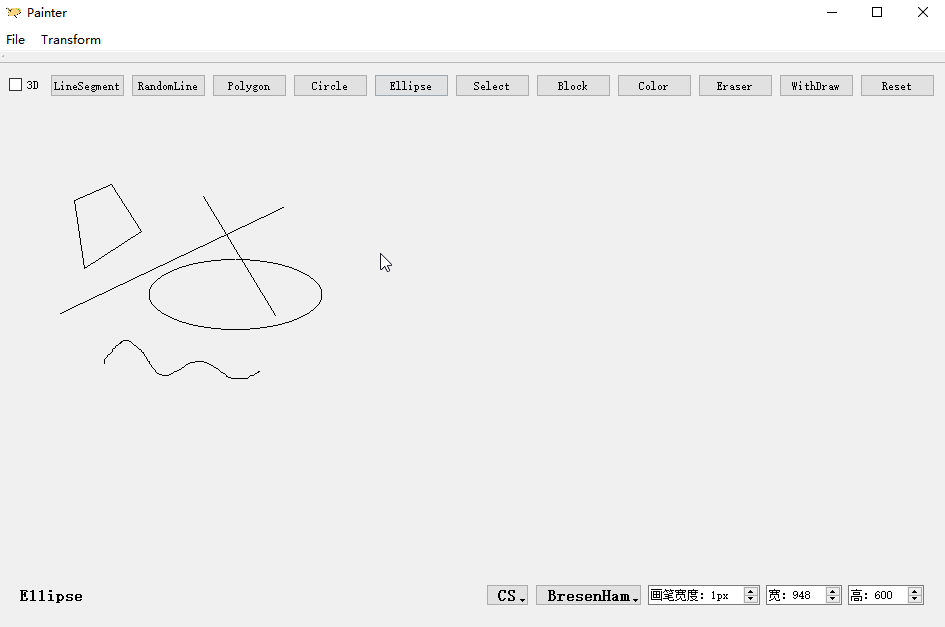 Painter
File Transform
3D LineSegment RandomLine Polygon Circle Ellipse Select Block Color Eraser WithDraw Reset
Ellipse CS BresenHam 画笔宽度: 1px 宽: 948 高: 600